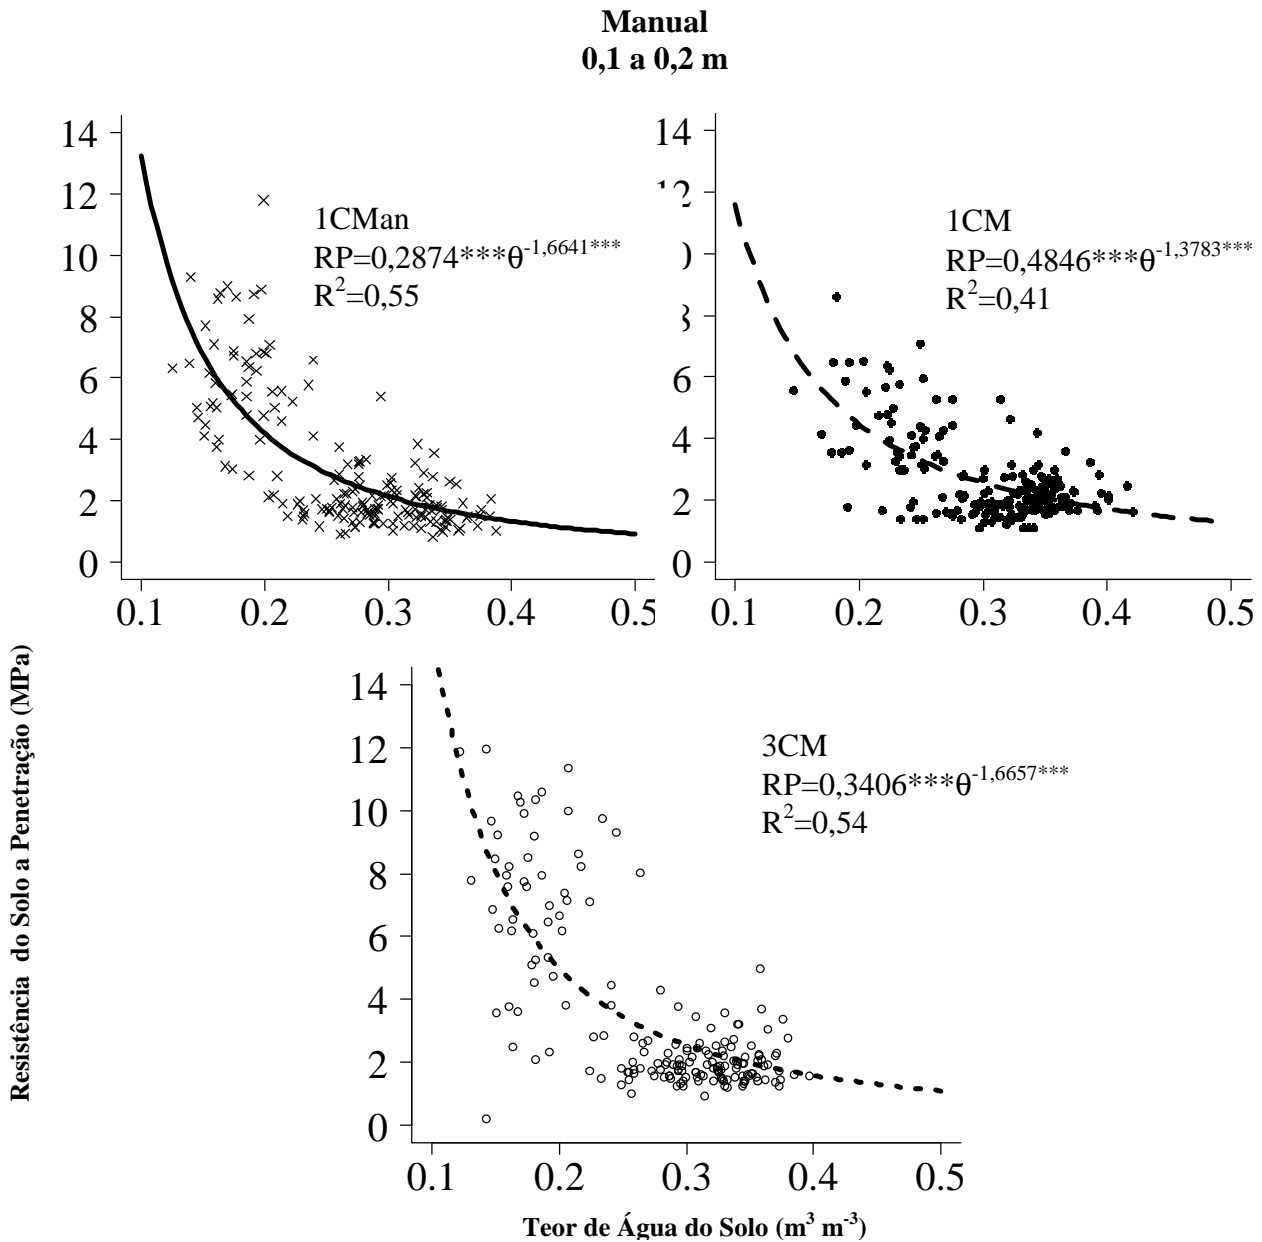 Manual
0,1 a 0,2 m
14
12
10
8
6
4
2
0
0.1 0.2 0.3 0.4 0.5
1CMan
RP=0,2874***θ-1,6641***
R2=0,55
14
6
4
2
0
0.1 0.2 0.3 0.4 0.5
1CM
RP=0,4846***θ-1,3783***
R2=0,41
Resistência do Solo a Penetração (MPa)
14
12
10
8
6
4
2
0
0.1 0.2 0.3 0.4 0.5
3CM
RP=0,3406***θ-1,6657***
R2=0,54
Teor de Água do Solo (m3 m-3)